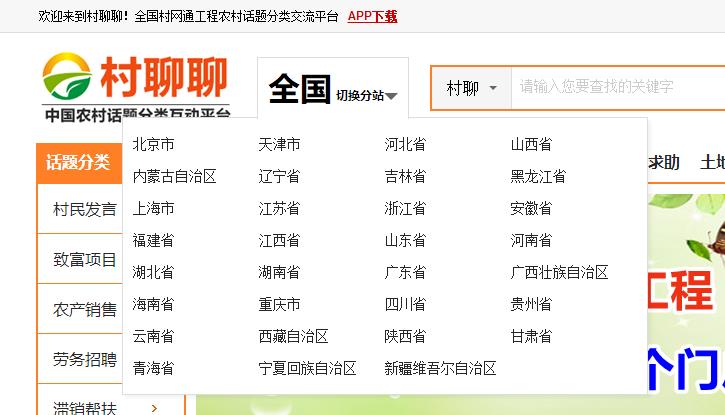 欢迎来到村聊聊！全国村网通工程农村话题分类交流平台 APP下载
村聊聊
中国农村话题分类互动平台
全国 切换分站
村聊 请输入您要查找的关键字
北京市 天津市 河北省 山西省
内蒙古自治区 辽宁省 吉林省 黑龙江省
上海市 江苏省 浙江省 安徽省
福建省 江西省 山东省 河南省
湖北省 湖南省 广东省 广西壮族自治区
海南省 重庆市 四川省 贵州省
云南省 西藏自治区 陕西省 甘肃省
青海省 宁夏回族自治区 新疆维吾尔自治区
话题分类
村民发言
致富项目
农产销售
劳务招聘
滞销帮扶
求助 土地
工程
个门